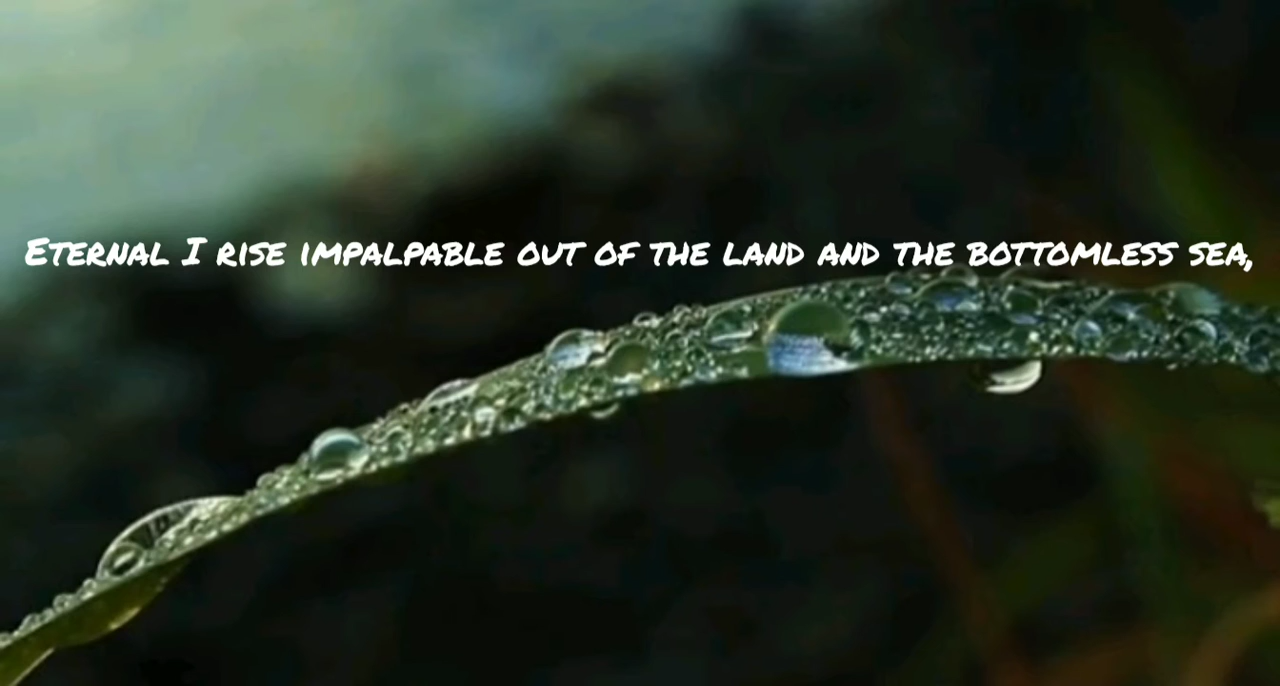 Eternal I rise impalpable out of the land and the bottomless sea,